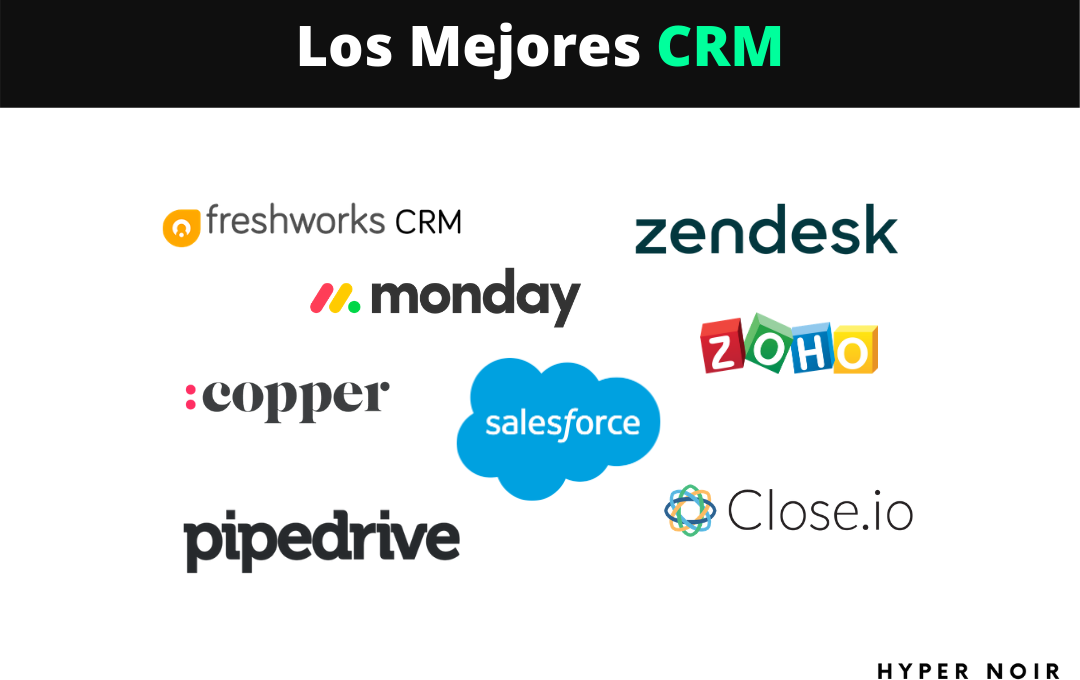 Los Mejores CRM
freshworks CRM
zendesk
monday
ZOHO
:copper
salesforce
Close.io
pipedrive
HYPER NOIR